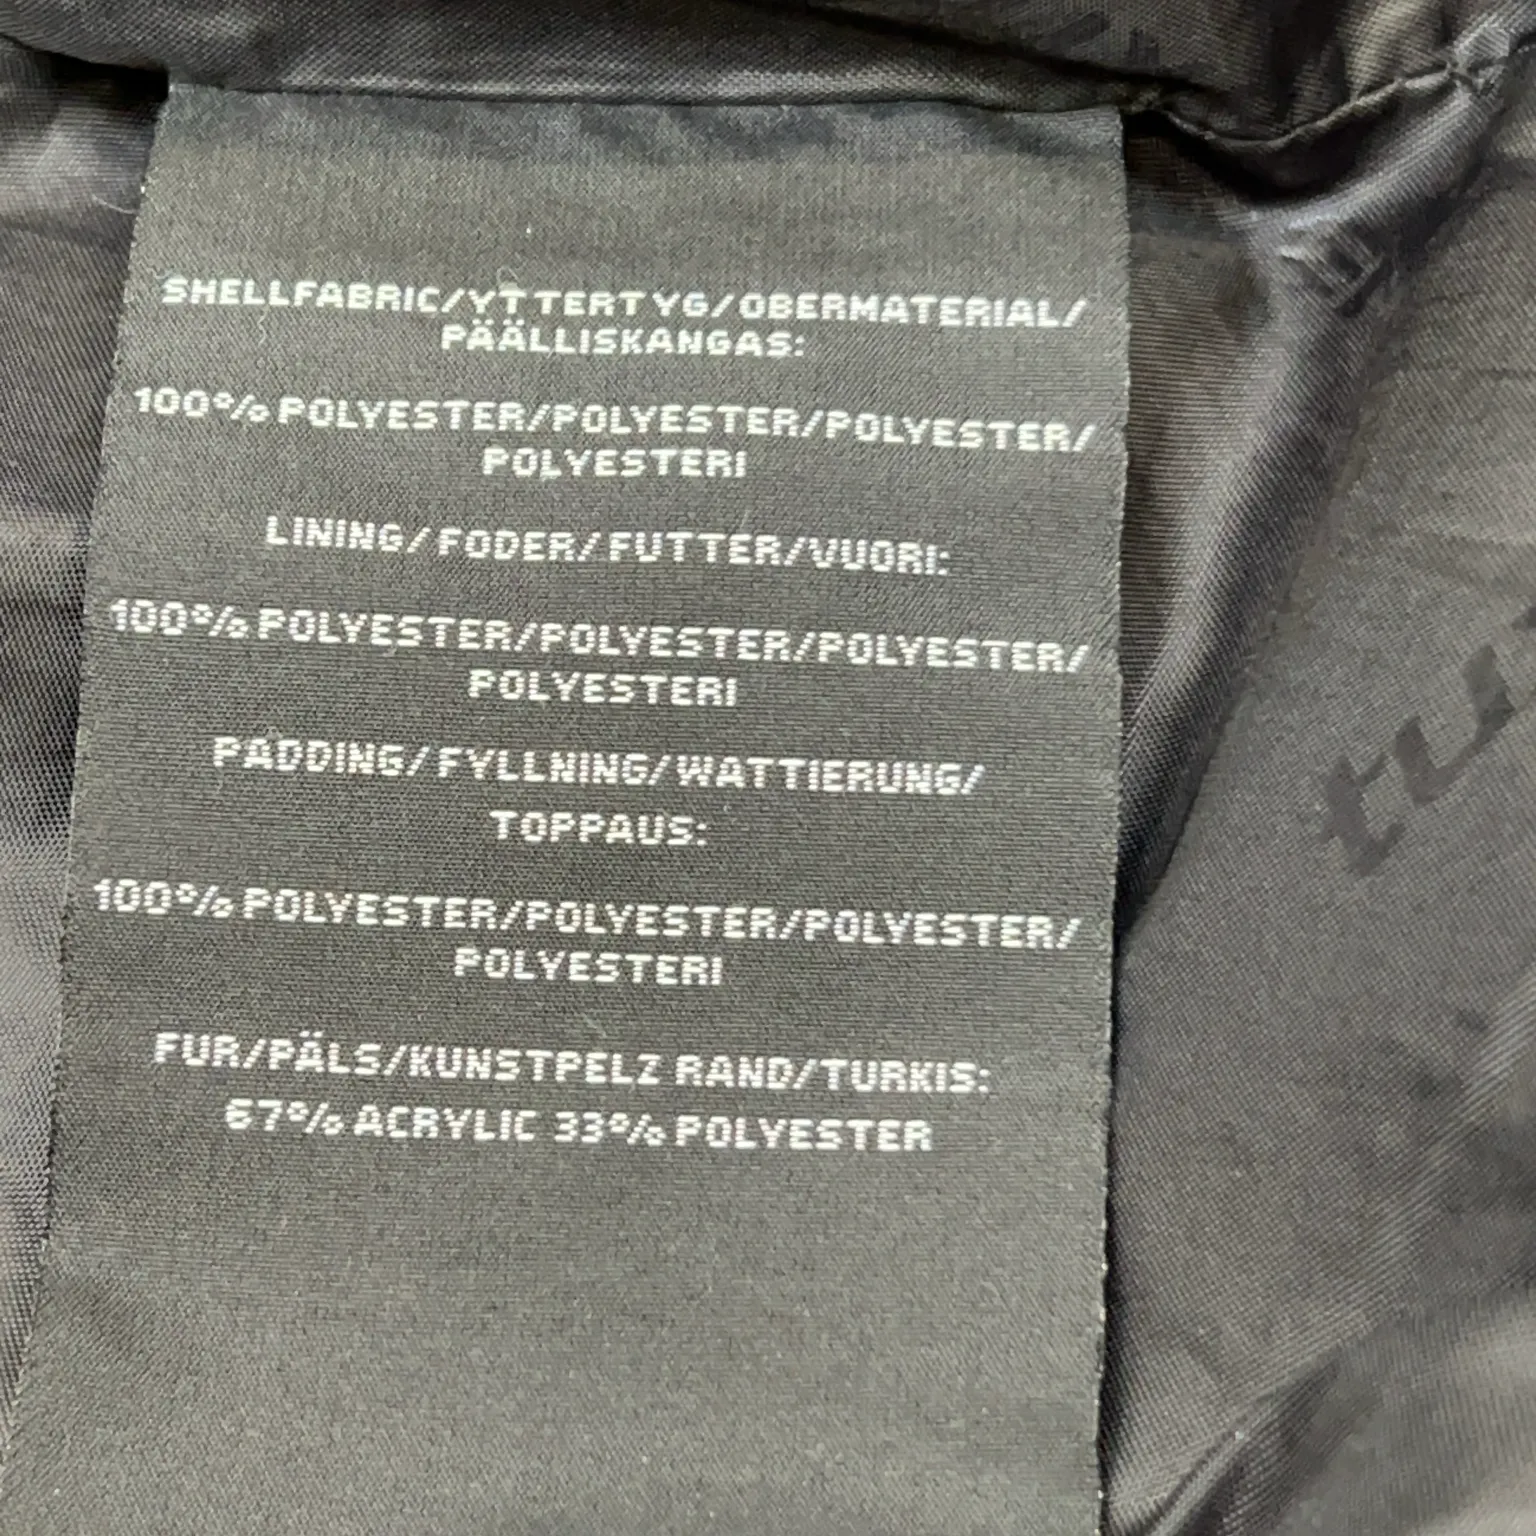 SHELLFABRIC/YTTERTYG/OBERMATERIAL/
PÄÄLLISKANGAS:
100% POLYESTER/POLYESTER/POLYESTER/
POLYESTERI
LINING/FODER/FUTTER/VUORI:
100% POLYESTER/POLYESTER/POLYESTER/
POLYESTERI
PADDING/FYLLNING/WATTIERUNG/
TOPPAUS:
100% POLYESTER/POLYESTER/POLYESTER/
POLYESTERI
FUR/PÄLS/KUNSTPELZ RAND/TURKIS:
67% ACRYLIC 33% POLYESTER